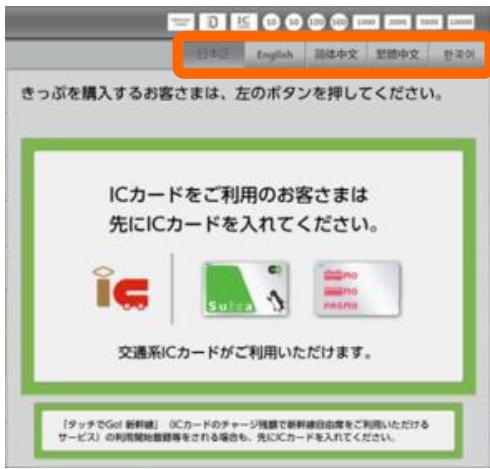 10 50 100 500 1000 2000 5000 10000
日本語 English 简体中文 繁體中文 한국어
きっぷを購入するお客さまは、左のボタンを押してください。
ICカードをご利用のお客さまは
先にICカードを入れてください。
Suica
PASMO
交通系ICカードがご利用いただけます。
「タッチでGo!新幹線」(ICカードのチャージ残額で新幹線自由席をご利用いただける
サービス)の利用開始登録等をされる場合も、先にICカードを入れてください。